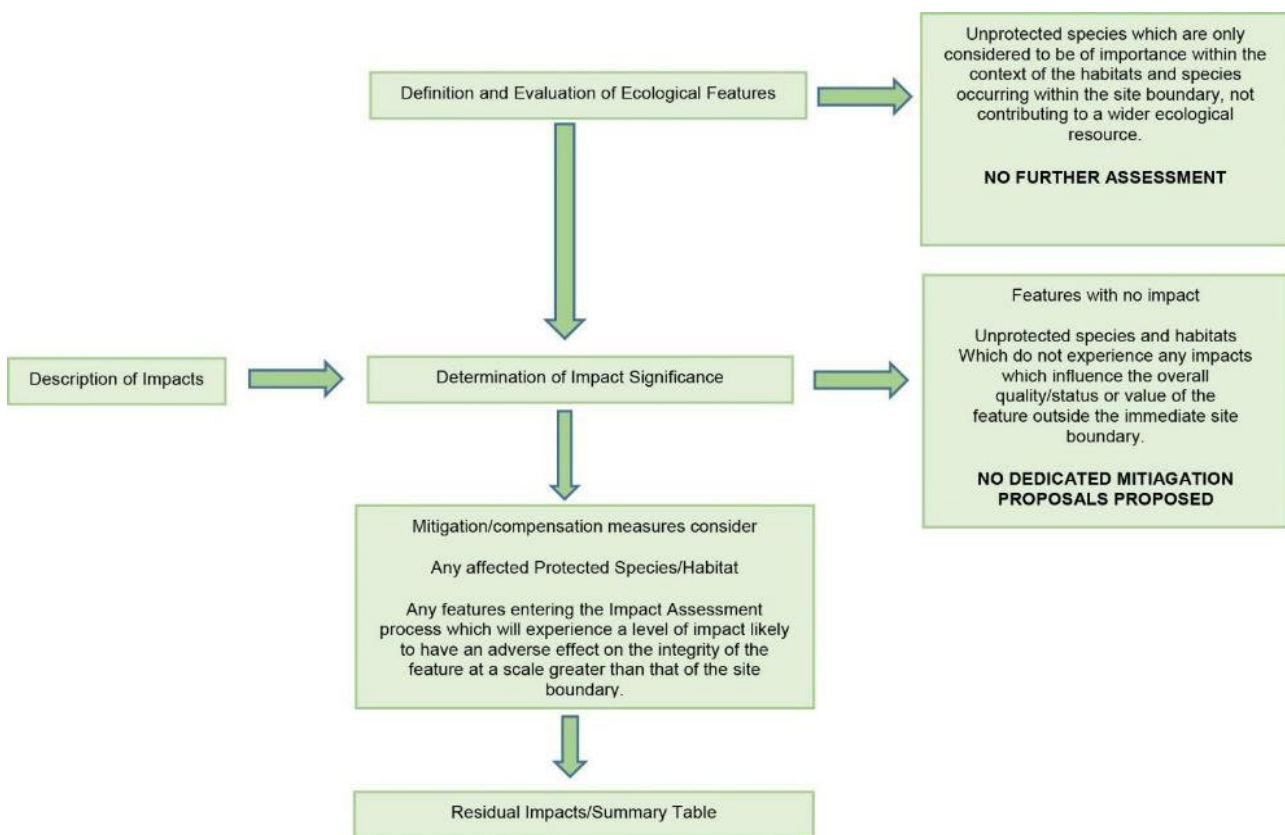 Definition and Evaluation of Ecological Features
Unprotected species which are only
considered to be of importance within the
context of the habitats and species
occurring within the site boundary, not
contributing to a wider ecological
resource.
NO FURTHER ASSESSMENT
Description of Impacts
Determination of Impact Significance
Features with no impact
Unprotected species and habitats
Which do not experience any impacts
which influence the overall
quality/status or value of the
feature outside the immediate site
boundary.
NO DEDICATED MITIAGATION
PROPOSALS PROPOSED
Mitigation/compensation measures consider
Any affected Protected Species/Habitat
Any features entering the Impact Assessment
process which will experience a level of impact likely
to have an adverse effect on the integrity of the
feature at a scale greater than that of the site
boundary.
Residual Impacts/Summary Table